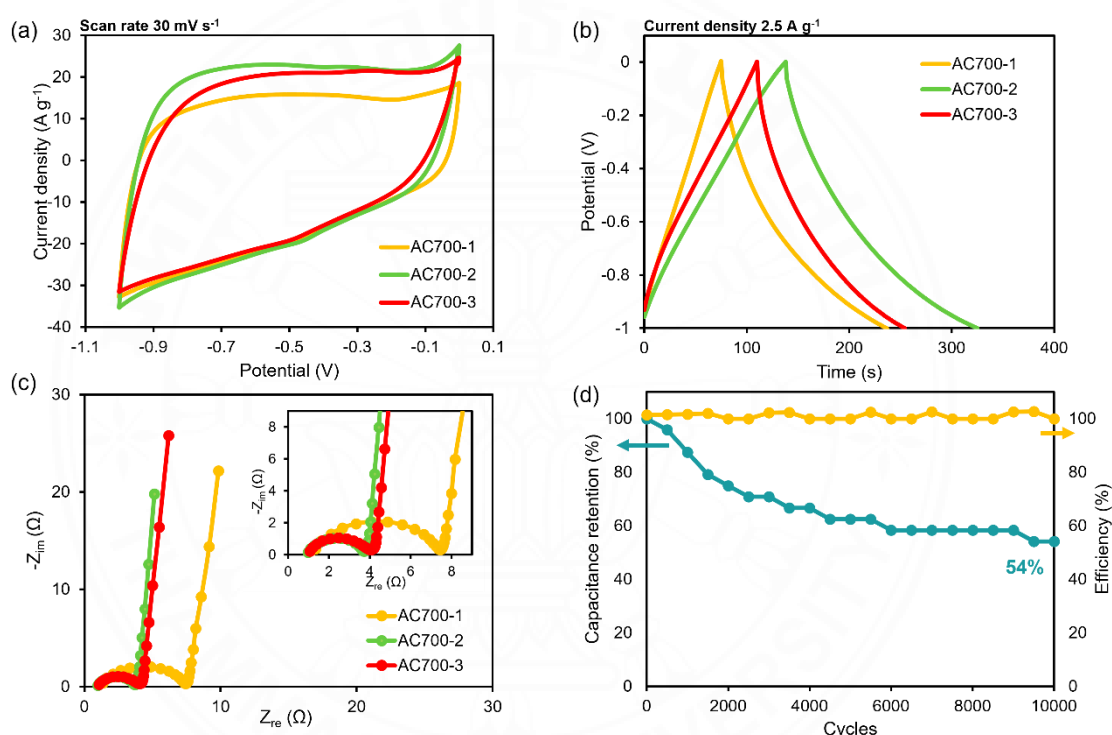 (a)
Scan rate 30 mV s⁻¹
30
20
10
0
-10
-20
-30
-40
Current density (A g⁻¹)
AC700-1
AC700-2
AC700-3
-1.1
-0.9
-0.7
-0.5
-0.3
-0.1
0.1
Potential (V)
(b)
Current density 2.5 A g⁻¹
0
-0.2
-0.4
-0.6
-0.8
-1
Potential (V)
AC700-1
AC700-2
AC700-3
0
100
200
300
400
Time (s)
(c)
30
20
10
0
-Zim (Ω)
8
6
4
2
0
-Zim (Ω)
0
2
4
6
8
Zre (Ω)
AC700-1
AC700-2
AC700-3
0
10
20
30
Zre (Ω)
(d)
100
80
60
40
20
0
Capacitance retention (%)
54%
100
80
60
40
20
0
Efficiency (%)
0
2000
4000
6000
8000
10000
Cycles